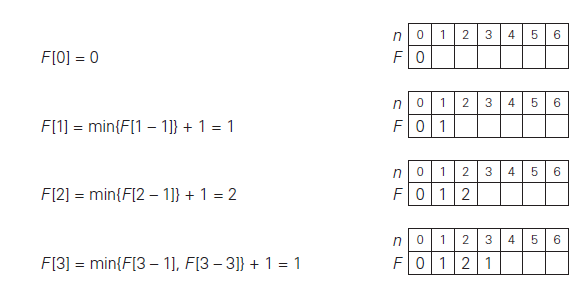 n 0 1 2 3 4 5 6
F[0] = 0 F 0
n 0 1 2 3 4 5 6
F[1] = min{F[1 – 1]} + 1 = 1 F 0 1
n 0 1 2 3 4 5 6
F[2] = min{F[2 – 1]} + 1 = 2 F 0 1 2
n 0 1 2 3 4 5 6
F[3] = min{F[3 – 1], F[3 – 3]} + 1 = 1 F 0 1 2 1